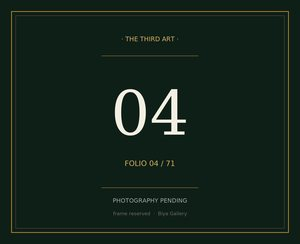 · THE THIRD ART ·
04
FOLIO 04 / 71
PHOTOGRAPHY PENDING
frame reserved · Biya Gallery